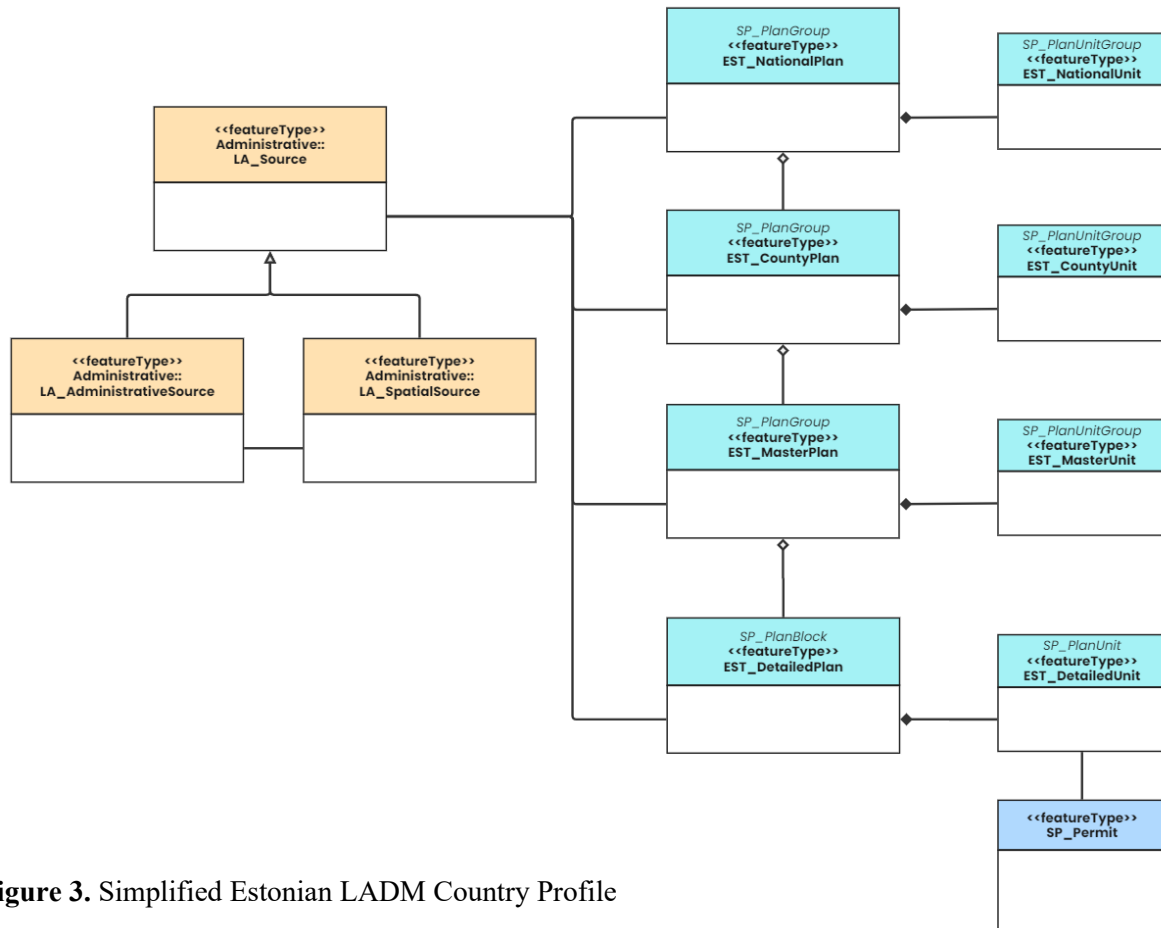 SP_PlanGroup
<<featureType>>
EST_NationalPlan
SP_PlanUnitGroup
<<featureType>>
EST_NationalUnit
<<featureType>>
Administrative::
LA_Source
SP_PlanGroup
<<featureType>>
EST_CountyPlan
SP_PlanUnitGroup
<<featureType>>
EST_CountyUnit
<<featureType>>
Administrative::
LA_AdministrativeSource
<<featureType>>
Administrative::
LA_SpatialSource
SP_PlanGroup
<<featureType>>
EST_MasterPlan
SP_PlanUnitGroup
<<featureType>>
EST_MasterUnit
SP_PlanBlock
<<featureType>>
EST_DetailedPlan
SP_PlanUnit
<<featureType>>
EST_DetailedUnit
<<featureType>>
SP_Permit
igure 3. Simplified Estonian LADM Country Profile